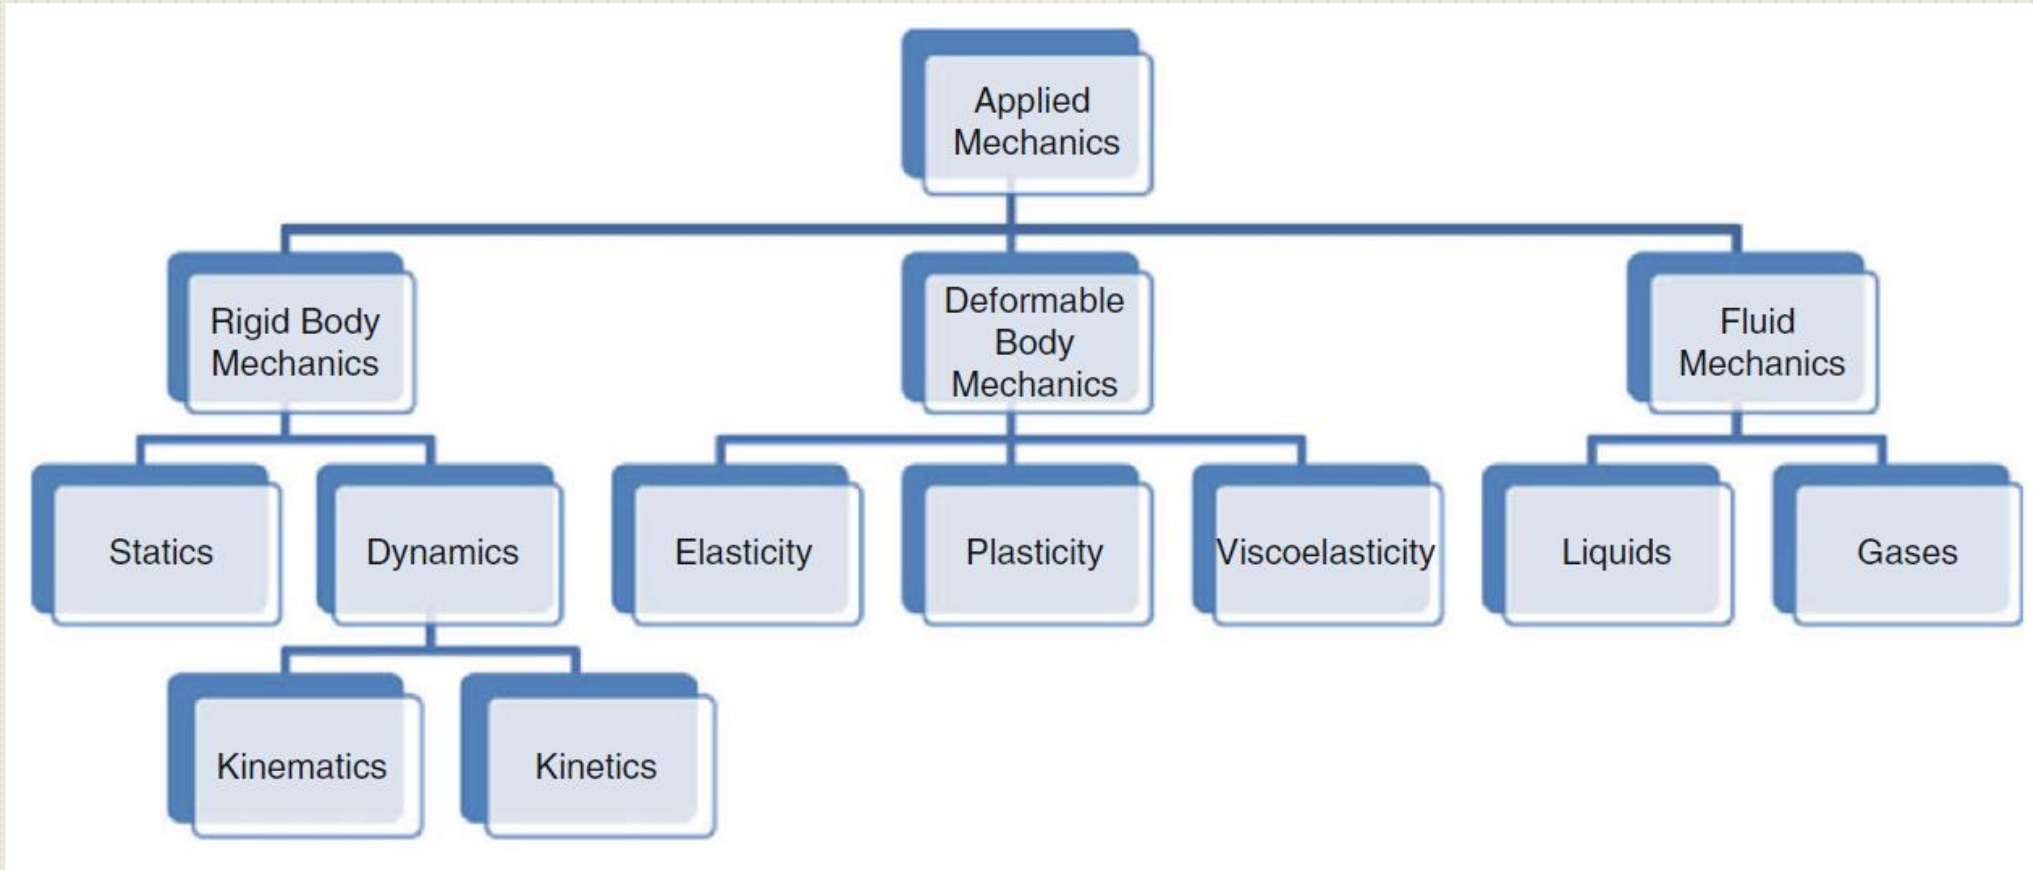 Applied
Mechanics
Rigid Body
Mechanics
Deformable
Body
Mechanics
Fluid
Mechanics
Statics
Dynamics
Elasticity
Plasticity
Viscoelasticity
Liquids
Gases
Kinematics
Kinetics